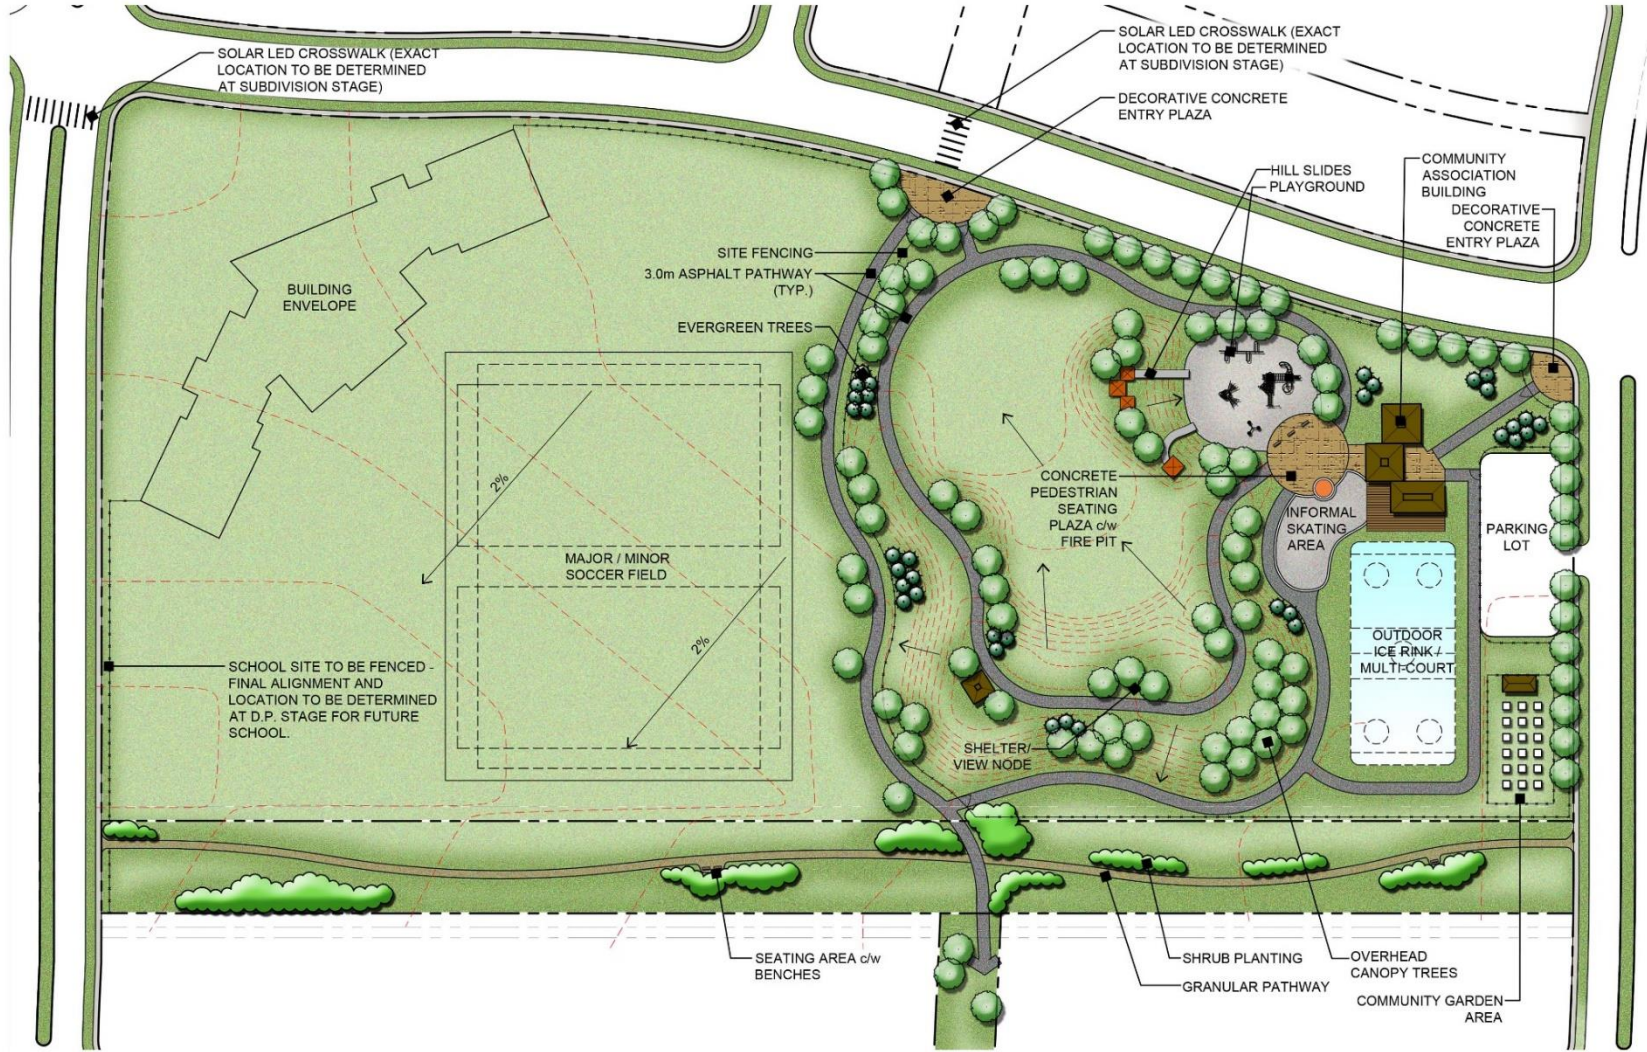 SOLAR LED CROSSWALK (EXACT
LOCATION TO BE DETERMINED
AT SUBDIVISION STAGE)
SOLAR LED CROSSWALK (EXACT
LOCATION TO BE DETERMINED
AT SUBDIVISION STAGE)
DECORATIVE CONCRETE
ENTRY PLAZA
HILL SLIDES
PLAYGROUND
COMMUNITY
ASSOCIATION
BUILDING
DECORATIVE
CONCRETE
ENTRY PLAZA
SITE FENCING
3.0m ASPHALT PATHWAY
(TYP.)
EVERGREEN TREES
BUILDING
ENVELOPE
2%
MAJOR / MINOR
SOCCER FIELD
2%
CONCRETE
PEDESTRIAN
SEATING
PLAZA c/w
FIRE PIT
INFORMAL
SKATING
AREA
PARKING
LOT
OUTDOOR
ICE RINK /
MULTI-COURT
SCHOOL SITE TO BE FENCED -
FINAL ALIGNMENT AND
LOCATION TO BE DETERMINED
AT D.P. STAGE FOR FUTURE
SCHOOL.
SHELTER/
VIEW NODE
SEATING AREA c/w
BENCHES
SHRUB PLANTING
GRANULAR PATHWAY
OVERHEAD
CANOPY TREES
COMMUNITY GARDEN
AREA